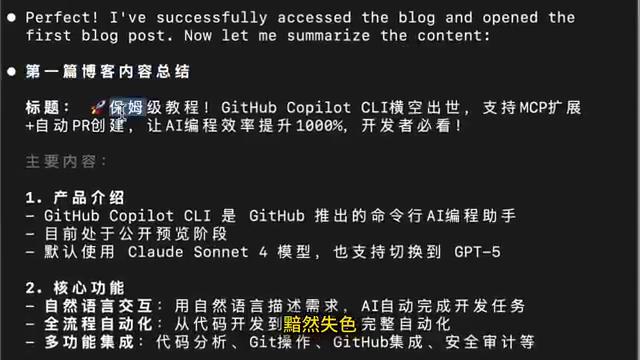 ● Perfect! I've successfully accessed the blog and opened the
first blog post. Now let me summarize the content:
● 第一篇博客内容总结
标题： 🚀保姆级教程！GitHub Copilot CLI横空出世，支持MCP扩展
+自动PR创建，让AI编程效率提升1000%，开发者必看！
主要内容：
1. 产品介绍
– GitHub Copilot CLI 是 GitHub 推出的命令行AI编程助手
– 目前处于公开预览阶段
– 默认使用 Claude Sonnet 4 模型，也支持切换到 GPT-5
2. 核心功能
– 自然语言交互：用自然语言描述需求，AI自动完成开发任务
– 全流程自动化：从代码开发到黯然失色完整自动化
– 多功能集成：代码分析、Git操作、GitHub集成、安全审计等